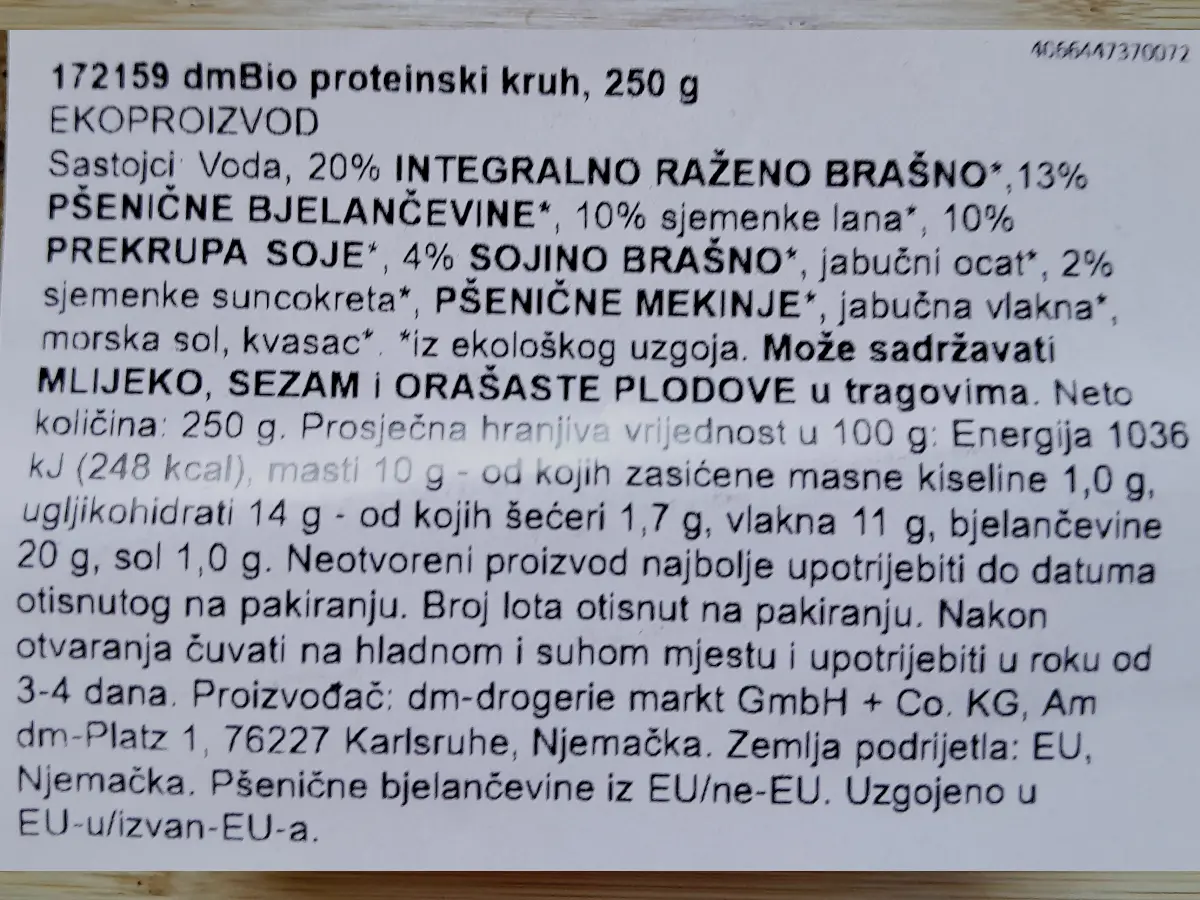 4066447370072
172159 dmBio proteinski kruh, 250 g
EKOPROIZVOD
Sastojci Voda, 20% INTEGRALNO RAŽENO BRAŠNO*,13%
PŠENIČNE BJELANČEVINE*, 10% sjemenke lana*, 10%
PREKRUPA SOJE*, 4% SOJINO BRAŠNO*, jabučni ocat*, 2%
sjemenke suncokreta*, PŠENIČNE MEKINJE*, jabučna vlakna*,
morska sol, kvasac*. *iz ekološkog uzgoja. Može sadržavati
MLIJEKO, SEZAM i ORAŠASTE PLODOVE u tragovima. Neto
količina: 250 g. Prosječna hranjiva vrijednost u 100 g: Energija 1036
kJ (248 kcal), masti 10 g - od kojih zasićene masne kiseline 1,0 g,
ugljikohidrati 14 g - od kojih šećeri 1,7 g, vlakna 11 g, bjelančevine
20 g, sol 1,0 g. Neotvoreni proizvod najbolje upotrijebiti do datuma
otisnutog na pakiranju. Broj lota otisnut na pakiranju. Nakon
otvaranja čuvati na hladnom i suhom mjestu i upotrijebiti u roku od
3-4 dana. Proizvođač: dm-drogerie markt GmbH + Co. KG, Am
dm-Platz 1, 76227 Karlsruhe, Njemačka. Zemlja podrijetla: EU,
Njemačka. Pšenične bjelančevine iz EU/ne-EU. Uzgojeno u
EU-u/izvan-EU-a.